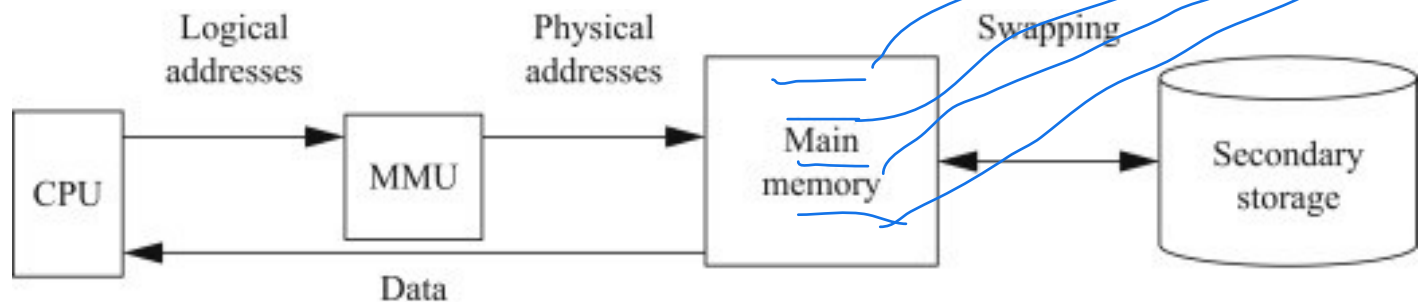 Logical
addresses
Physical
addresses
Swapping
CPU
MMU
Main
memory
Secondary
storage
Data